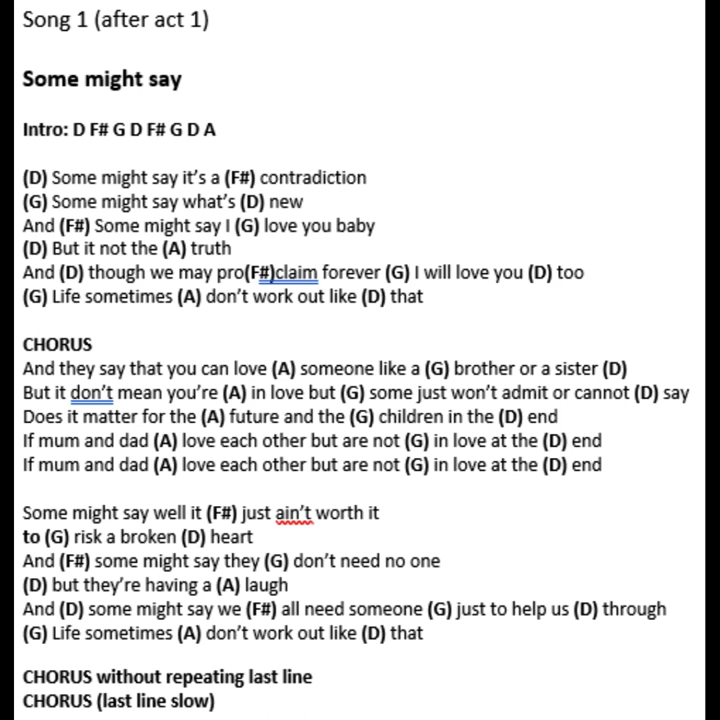 Song 1 (after act 1)
Some might say
Intro: D F# G D F# G D A
(D) Some might say it's a (F#) contradiction
(G) Some might say what's (D) new
And (F#) Some might say I (G) love you baby
(D) But it not the (A) truth
And (D) though we may pro(F#)claim forever (G) I will love you (D) too
(G) Life sometimes (A) don't work out like (D) that
CHORUS
And they say that you can love (A) someone like a (G) brother or a sister (D)
But it don't mean you're (A) in love but (G) some just won't admit or cannot (D) say
Does it matter for the (A) future and the (G) children in the (D) end
If mum and dad (A) love each other but are not (G) in love at the (D) end
If mum and dad (A) love each other but are not (G) in love at the (D) end
Some might say well it (F#) just ain't worth it
to (G) risk a broken (D) heart
And (F#) some might say they (G) don't need no one
(D) but they're having a (A) laugh
And (D) some might say we (F#) all need someone (G) just to help us (D) through
(G) Life sometimes (A) don't work out like (D) that
CHORUS without repeating last line
CHORUS (last line slow)